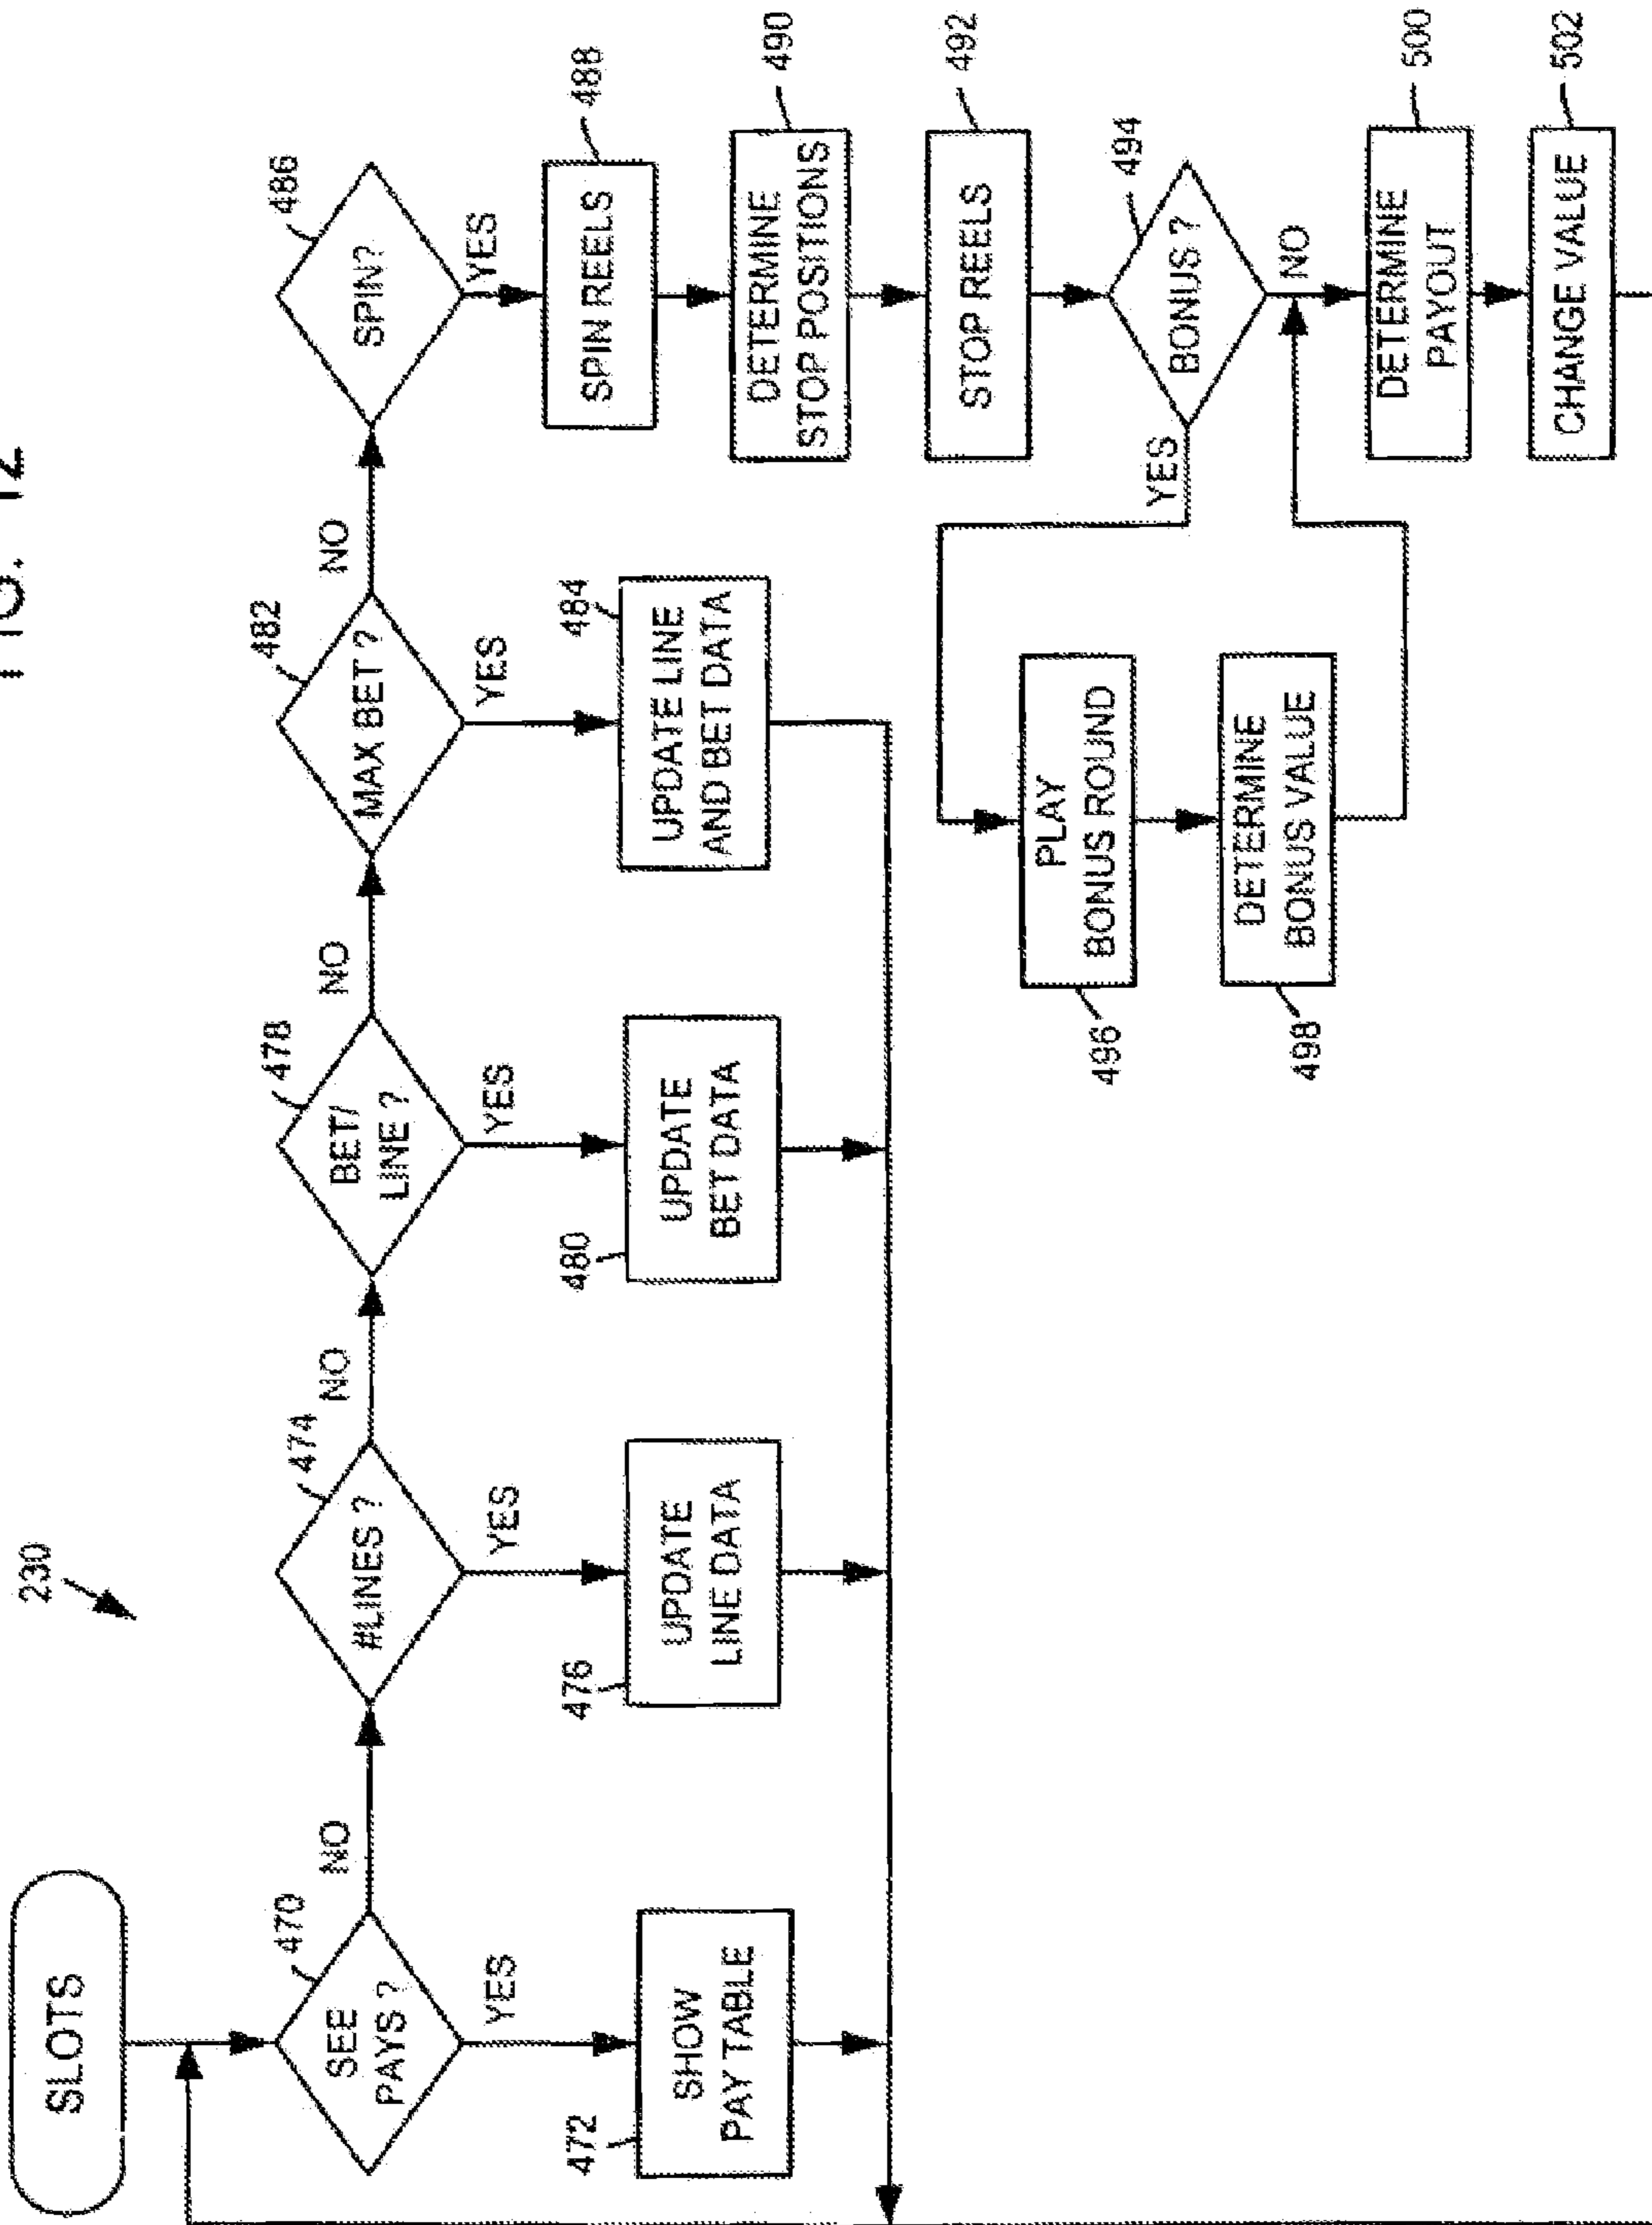 FIG. 12
230
SLOTS
470
SEE
PAYS ?
NO
YES
472
SHOW
PAY TABLE
474
#LINES ?
NO
YES
476
UPDATE
LINE DATA
478
BET/
LINE ?
NO
YES
480
UPDATE
BET DATA
482
MAX BET ?
NO
YES
484
UPDATE LINE
AND BET DATA
486
SPIN?
YES
488
SPIN REELS
490
DETERMINE
STOP POSITIONS
492
STOP REELS
494
BONUS ?
YES
NO
496
PLAY
BONUS ROUND
498
DETERMINE
BONUS VALUE
500
DETERMINE
PAYOUT
502
CHANGE VALUE